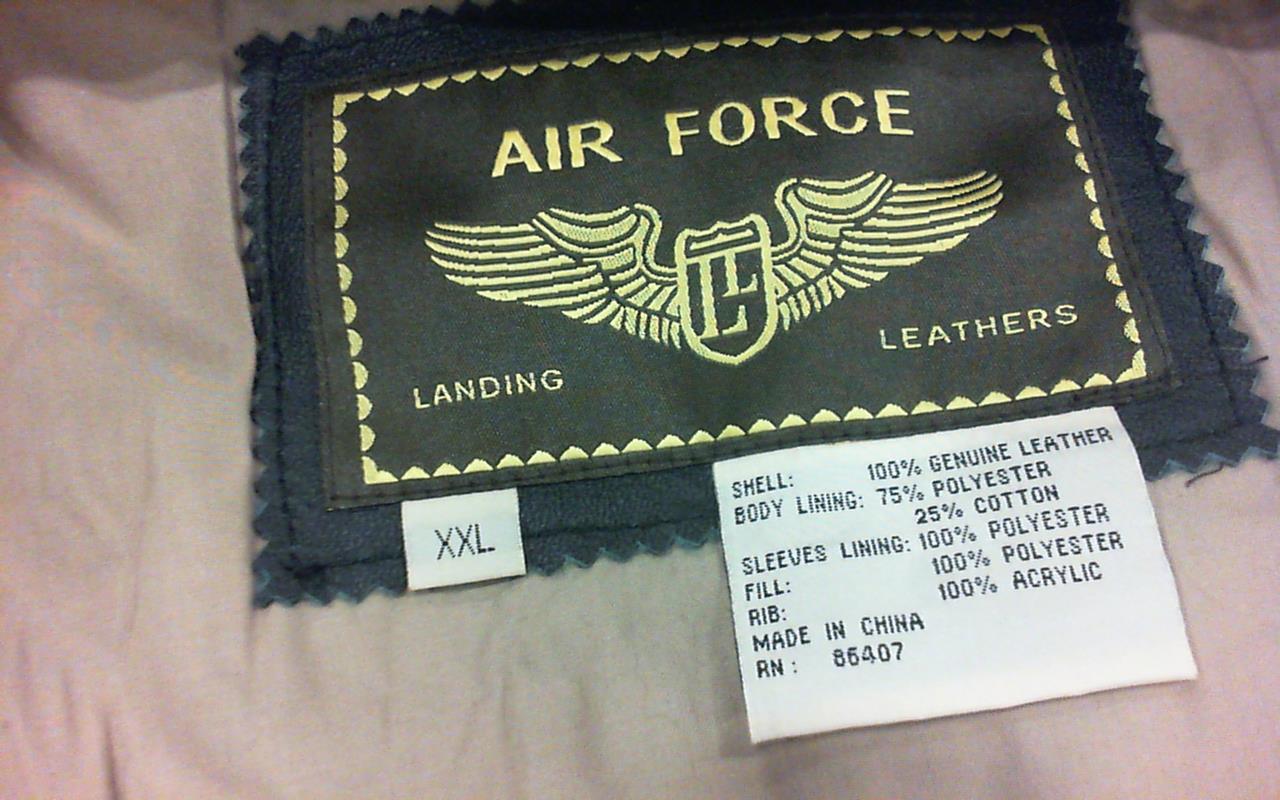 AIR FORCE
LL
LANDING
LEATHERS
XXL
SHELL: 100% GENUINE LEATHER
BODY LINING: 75% POLYESTER
25% COTTON
SLEEVES LINING: 100% POLYESTER
FILL: 100% POLYESTER
RIB: 100% ACRYLIC
MADE IN CHINA
RN: 86407